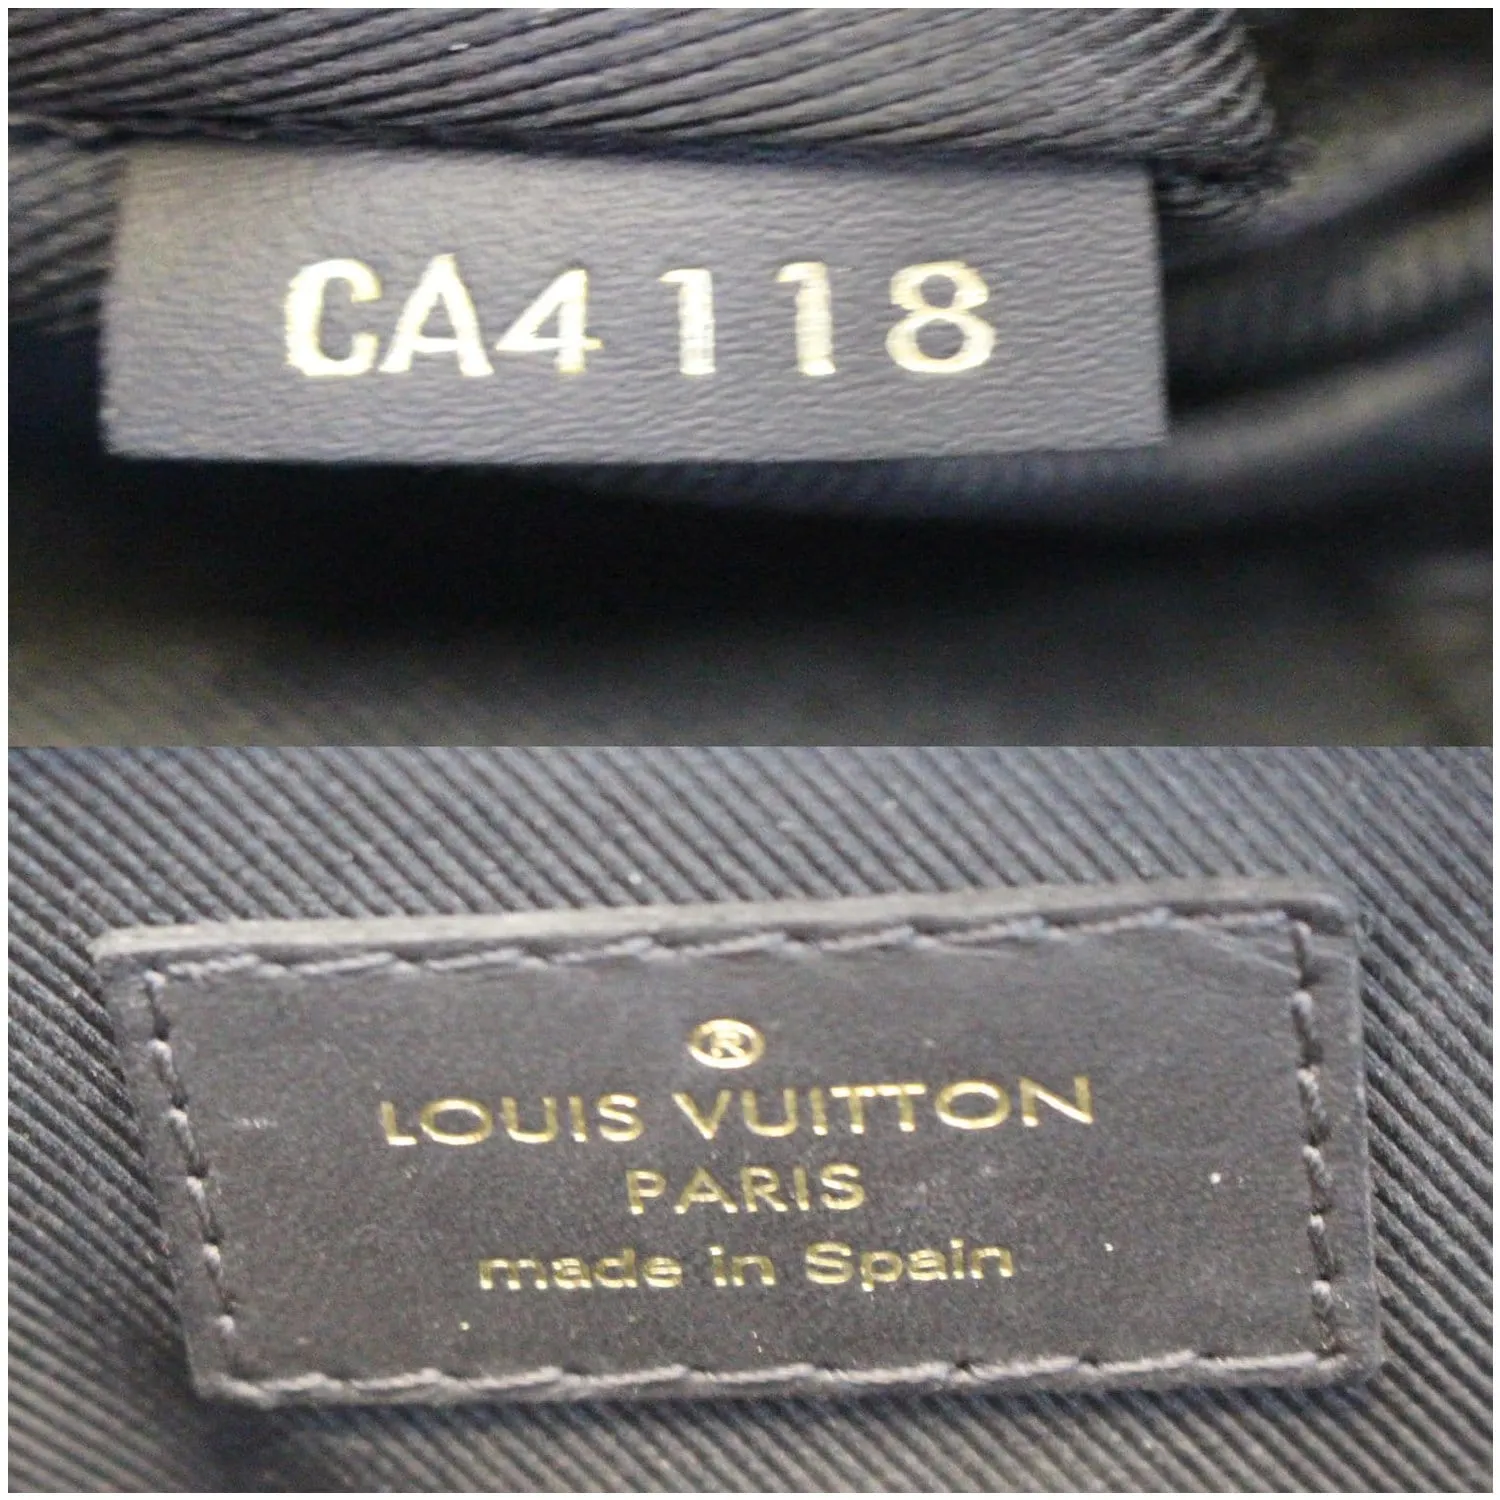 CA4118
®
LOUIS VUITTON
PARIS
made in Spain